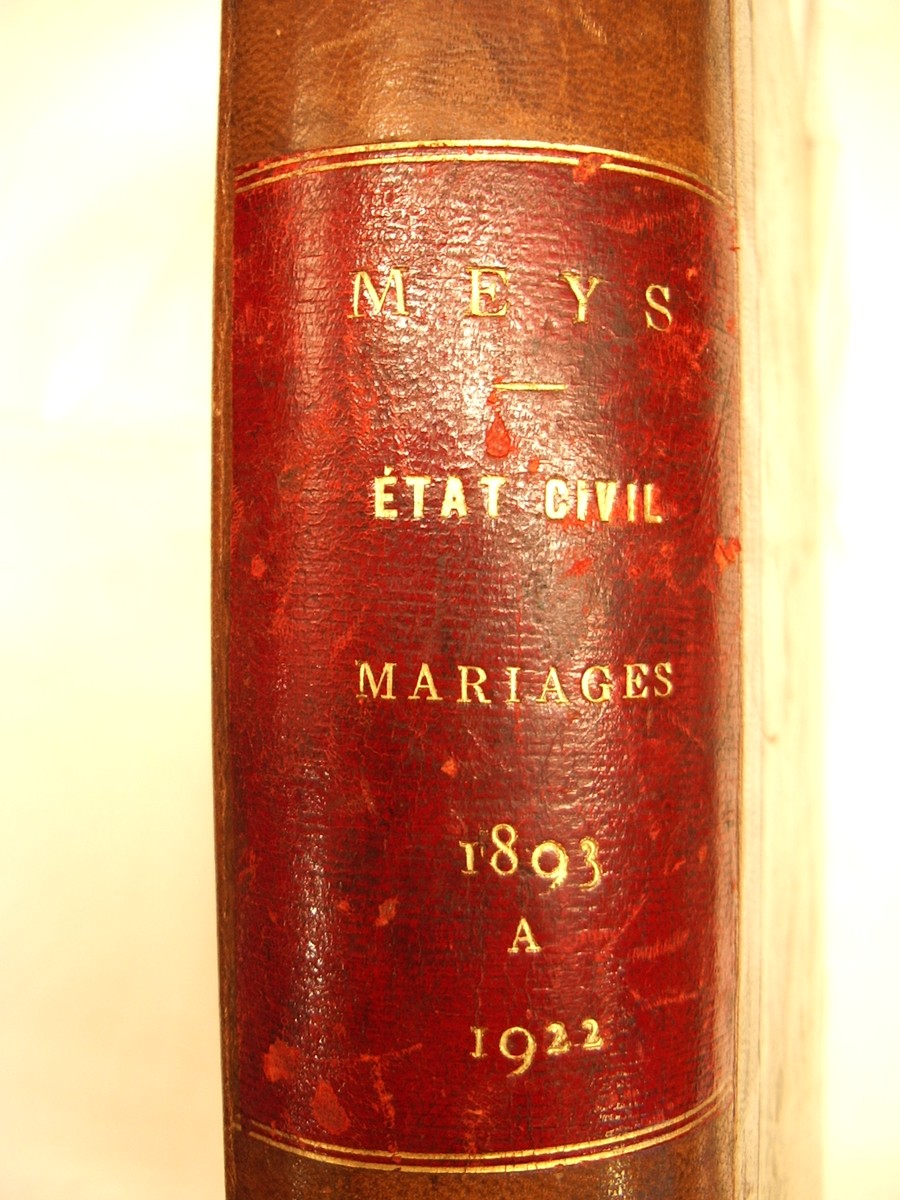 MEYS
ÉTAT CIVIL
MARIAGES
1893
A
1922